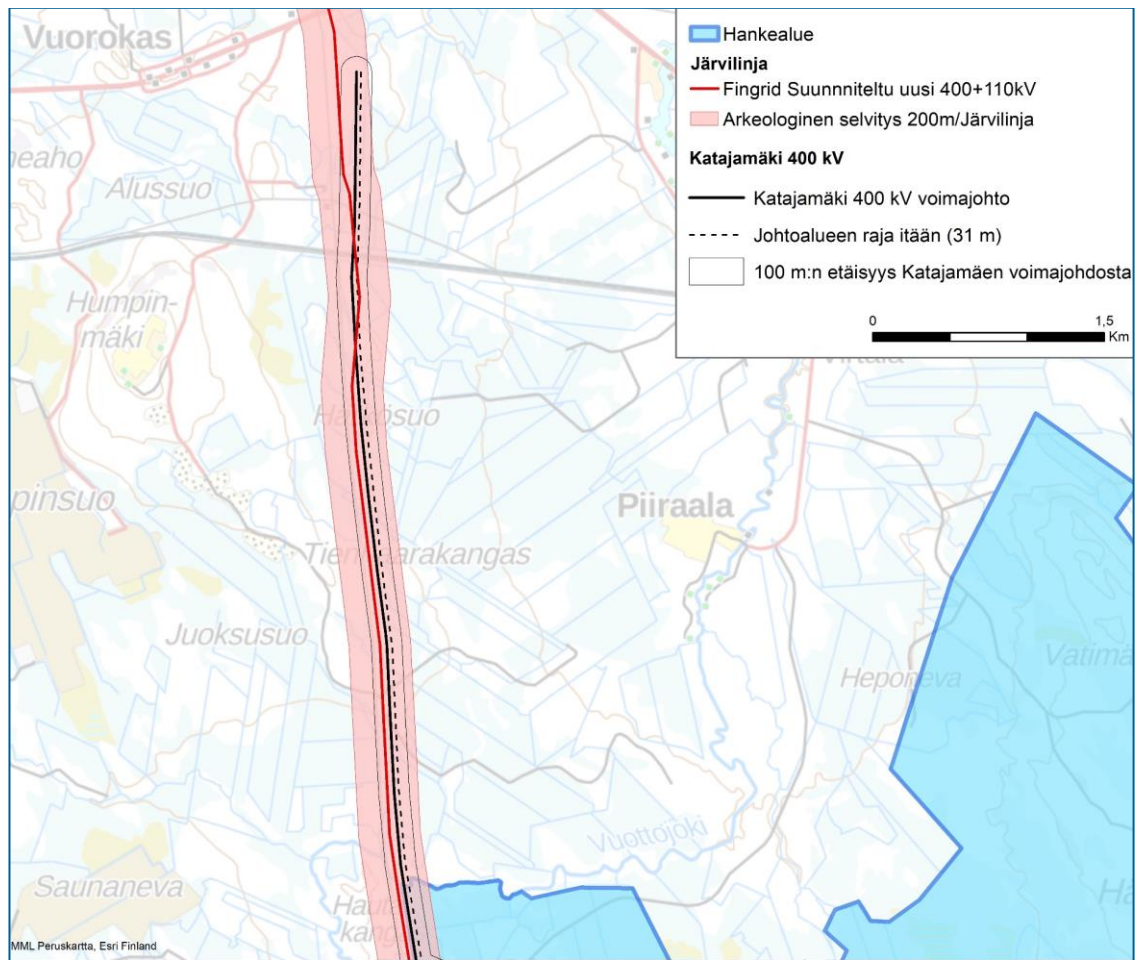 Vuorokas
Alussuo
Humpin-
mäki
Piiraala
Juoksusuo
Heponeva
Vuottojoki
Saunaneva
MML Peruskartta, Esri Finland
Hankealue
Järvilinja
Fingrid Suunnniteltu uusi 400+110kV
Arkeologinen selvitys 200m/Järvilinja
Katajamäki 400 kV
Katajamäki 400 kV voimajohto
Johtoalueen raja itään (31 m)
100 m:n etäisyys Katajamäen voimajohdosta
0
1,5
Km